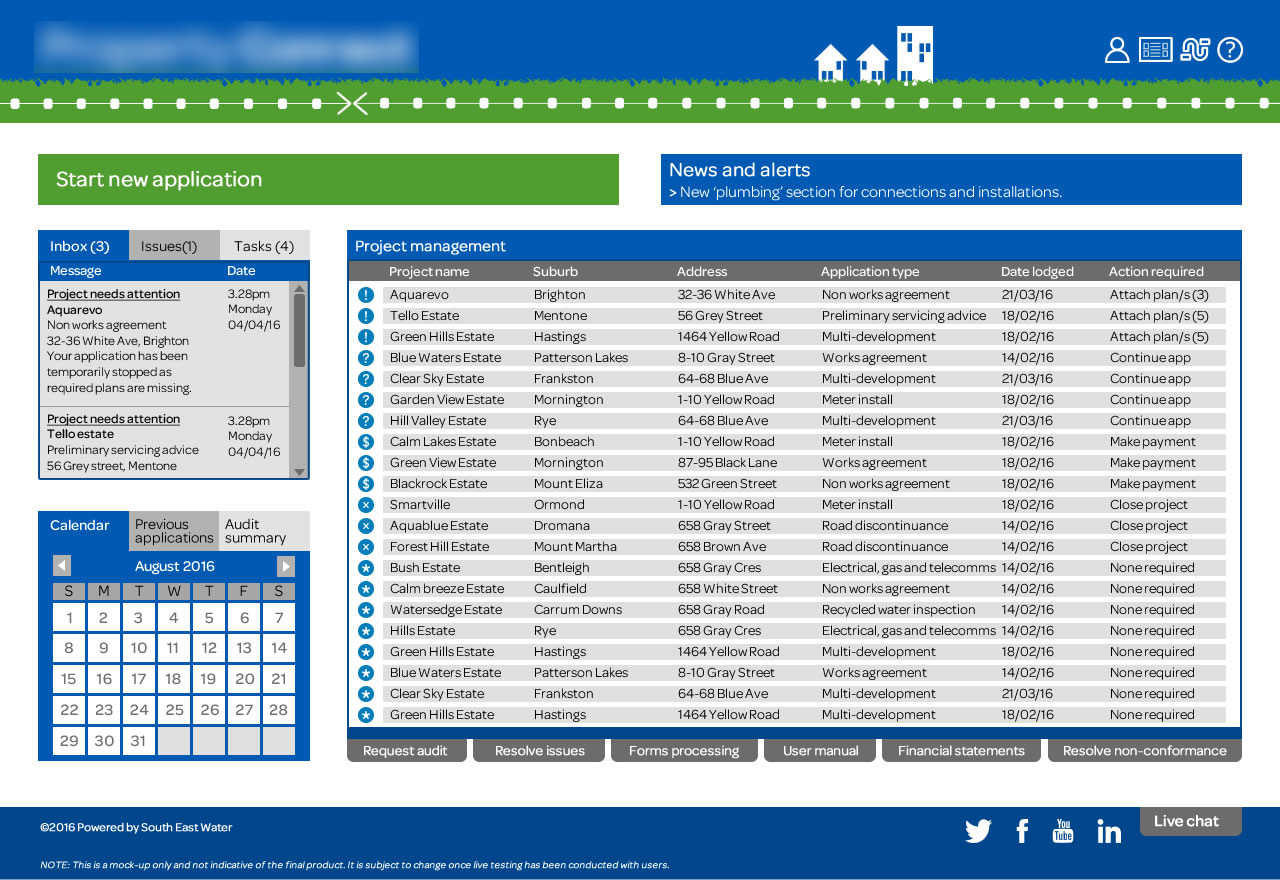 Start new application
News and alerts
> New ‘plumbing’ section for connections and installations.
Inbox (3) Issues(1) Tasks (4)
Message Date
Project needs attention 3.28pm
Aquarevo Monday
Non works agreement 04/04/16
32-36 White Ave, Brighton
Your application has been
temporarily stopped as
required plans are missing.
Project needs attention 3.28pm
Tello estate Monday
Preliminary servicing advice 04/04/16
56 Grey street, Mentone
Calendar Previous applications Audit summary
August 2016
S M T W T F S
1 2 3 4 5 6 7
8 9 10 11 12 13 14
15 16 17 18 19 20 21
22 23 24 25 26 27 28
29 30 31
Project management
Project name Suburb Address Application type Date lodged Action required
! Aquarevo Brighton 32-36 White Ave Non works agreement 21/03/16 Attach plan/s (3)
! Tello Estate Mentone 56 Grey Street Preliminary servicing advice 18/02/16 Attach plan/s (5)
! Green Hills Estate Hastings 1464 Yellow Road Multi-development 18/02/16 Attach plan/s (5)
? Blue Waters Estate Patterson Lakes 8-10 Gray Street Works agreement 14/02/16 Continue app
? Clear Sky Estate Frankston 64-68 Blue Ave Multi-development 21/03/16 Continue app
? Garden View Estate Mornington 1-10 Yellow Road Meter install 18/02/16 Continue app
? Hill Valley Estate Rye 64-68 Blue Ave Multi-development 21/03/16 Continue app
$ Calm Lakes Estate Bonbeach 1-10 Yellow Road Meter install 18/02/16 Make payment
$ Green View Estate Mornington 87-95 Black Lane Works agreement 18/02/16 Make payment
$ Blackrock Estate Mount Eliza 532 Green Street Non works agreement 18/02/16 Make payment
× Smartville Ormond 1-10 Yellow Road Meter install 18/02/16 Close project
× Aquablue Estate Dromana 658 Gray Street Road discontinuance 14/02/16 Close project
× Forest Hill Estate Mount Martha 658 Brown Ave Road discontinuance 14/02/16 Close project
* Bush Estate Bentleigh 658 Gray Cres Electrical, gas and telecomms 14/02/16 None required
* Calm breeze Estate Caulfield 658 White Street Non works agreement 14/02/16 None required
* Watersedge Estate Carrum Downs 658 Gray Road Recycled water inspection 14/02/16 None required
* Hills Estate Rye 658 Gray Cres Electrical, gas and telecomms 14/02/16 None required
* Green Hills Estate Hastings 1464 Yellow Road Multi-development 18/02/16 None required
* Blue Waters Estate Patterson Lakes 8-10 Gray Street Works agreement 14/02/16 None required
* Clear Sky Estate Frankston 64-68 Blue Ave Multi-development 21/03/16 None required
* Green Hills Estate Hastings 1464 Yellow Road Multi-development 18/02/16 None required
Request audit Resolve issues Forms processing User manual Financial statements Resolve non-conformance
©2016 Powered by South East Water
You Tube
Live chat
NOTE: This is a mock-up only and not indicative of the final product. It is subject to change once live testing has been conducted with users.